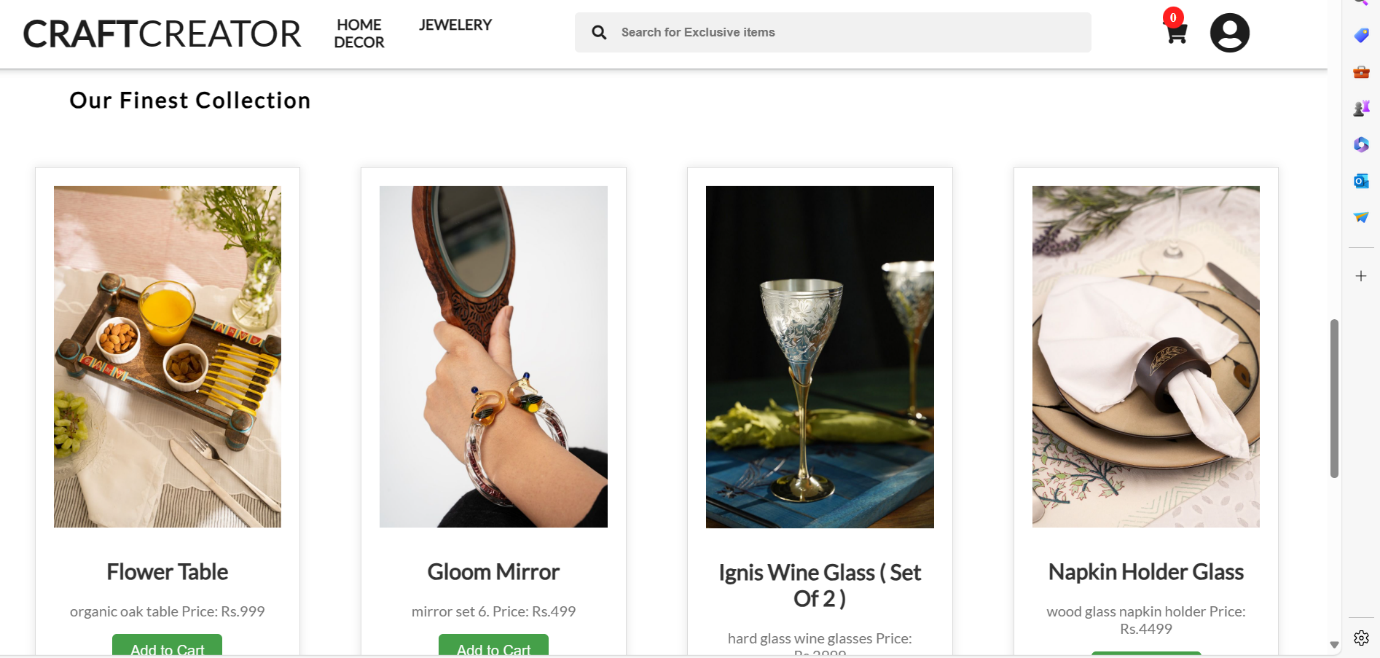 CRAFTCREATOR
HOME
DECOR
JEWELERY
Search for Exclusive items
0
Our Finest Collection
Flower Table
organic oak table Price: Rs.999
Add to Cart
Gloom Mirror
mirror set 6. Price: Rs.499
Add to Cart
Ignis Wine Glass ( Set
Of 2 )
hard glass wine glasses Price:
Napkin Holder Glass
wood glass napkin holder Price:
Rs.4499